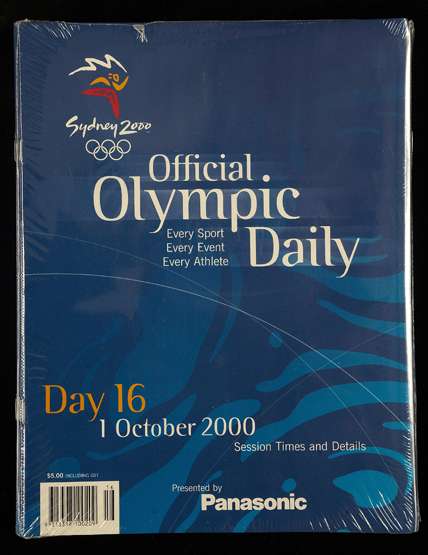 Sydney 2000
Official
Olympic
Daily
Every Sport
Every Event
Every Athlete
Day 16
1 October 2000
Session Times and Details
$5.00 INCLUDING GST
Presented by
Panasonic